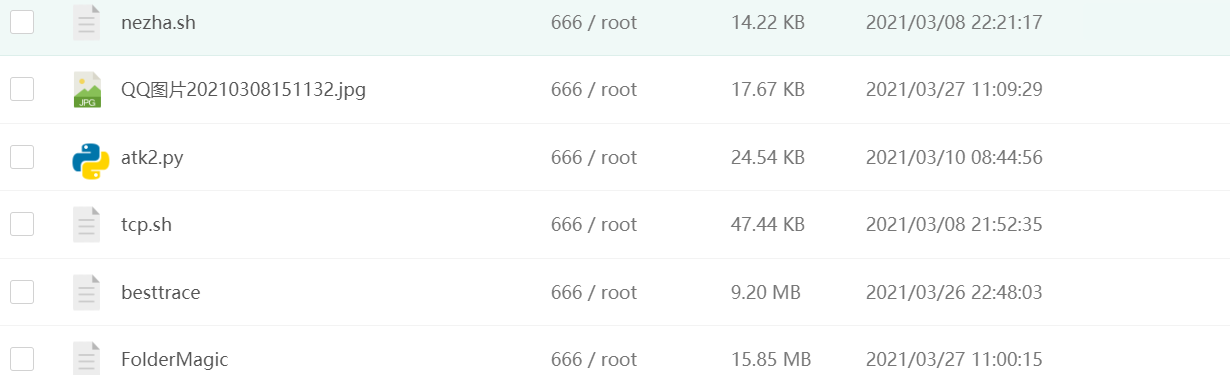 nezha.sh 666 / root 14.22 KB 2021/03/08 22:21:17
JPG QQ图片20210308151132.jpg 666 / root 17.67 KB 2021/03/27 11:09:29
atk2.py 666 / root 24.54 KB 2021/03/10 08:44:56
tcp.sh 666 / root 47.44 KB 2021/03/08 21:52:35
besttrace 666 / root 9.20 MB 2021/03/26 22:48:03
FolderMagic 666 / root 15.85 MB 2021/03/27 11:00:15